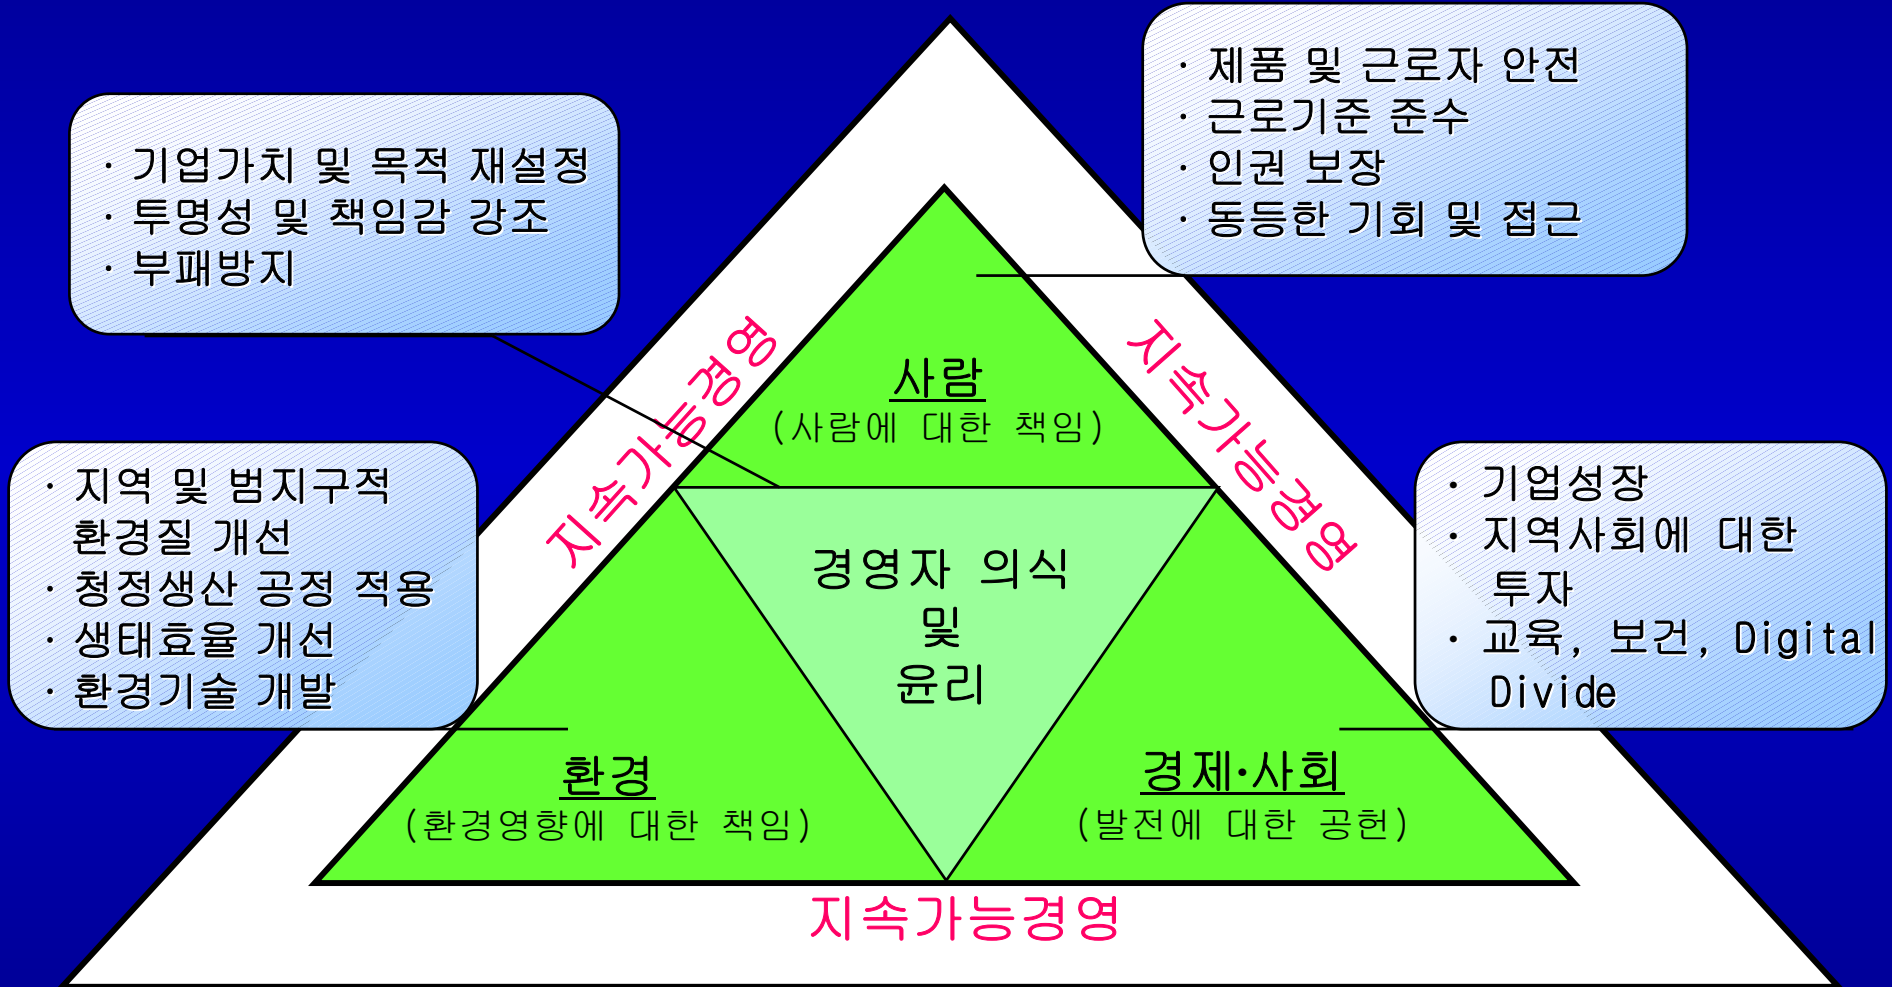 · 제품 및 근로자 안전
· 근로기준 준수
· 인권 보장
· 동등한 기회 및 접근
· 기업가치 및 목적 재설정
· 투명성 및 책임감 강조
· 부패방지
지속가능경영
지속가능경영
사람
(사람에 대한 책임)
· 지역 및 범지구적
환경질 개선
· 청정생산 공정 적용
· 생태효율 개선
· 환경기술 개발
경영자 의식
및
윤리
· 기업성장
· 지역사회에 대한
투자
· 교육, 보건, Digital
Divide
환경
(환경영향에 대한 책임)
경제·사회
(발전에 대한 공헌)
지속가능경영